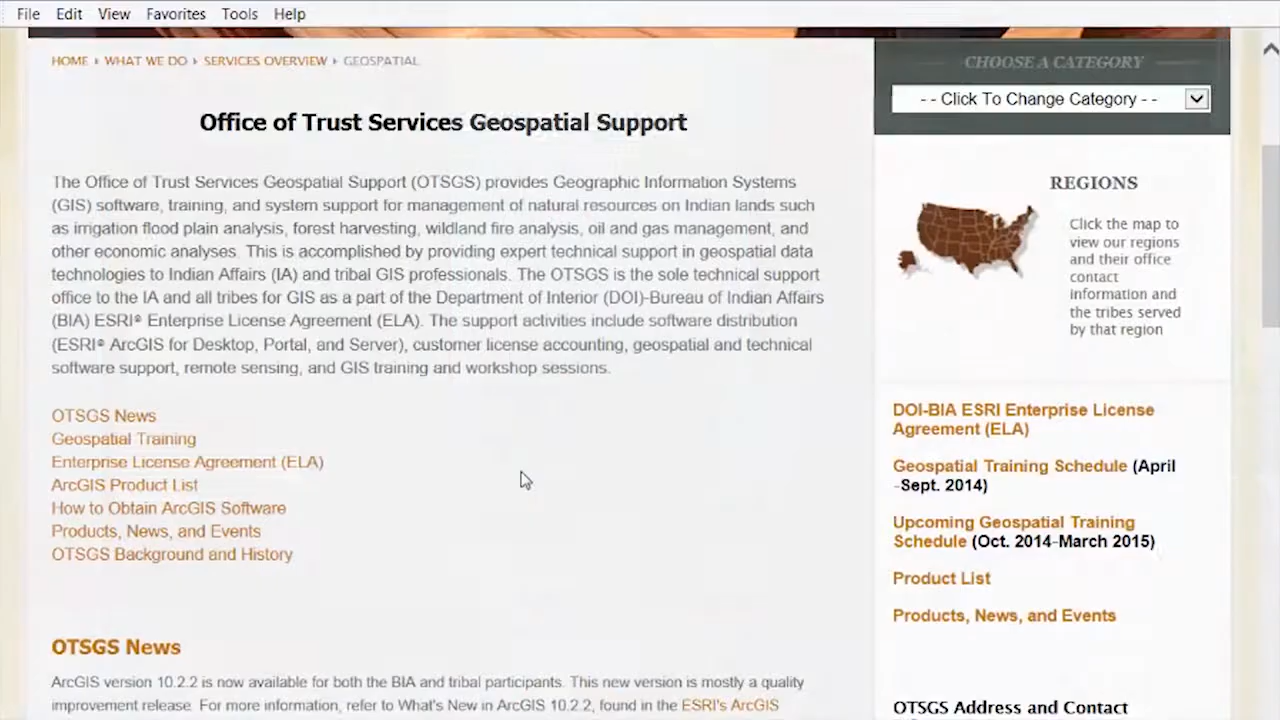 File Edit View Favorites Tools Help
HOME WHAT WE DO SERVICES OVERVIEW GEOSPATIAL
Office of Trust Services Geospatial Support
The Office of Trust Services Geospatial Support (OTSGS) provides Geographic Information Systems
(GIS) software, training, and system support for management of natural resources on Indian lands such
as irrigation flood plain analysis, forest harvesting, wildland fire analysis, oil and gas management, and
other economic analyses. This is accomplished by providing expert technical support in geospatial data
technologies to Indian Affairs (IA) and tribal GIS professionals. The OTSGS is the sole technical support
office to the IA and all tribes for GIS as a part of the Department of Interior (DOI)-Bureau of Indian Affairs
(BIA) ESRI® Enterprise License Agreement (ELA). The support activities include software distribution
(ESRI® ArcGIS for Desktop, Portal, and Server), customer license accounting, geospatial and technical
software support, remote sensing, and GIS training and workshop sessions.
OTSGS News
Geospatial Training
Enterprise License Agreement (ELA)
ArcGIS Product List
How to Obtain ArcGIS Software
Products, News, and Events
OTSGS Background and History
OTSGS News
ArcGIS version 10.2.2 is now available for both the BIA and tribal participants. This new version is mostly a quality
improvement release. For more information, refer to What's New in ArcGIS 10.2.2, found in the ESRI's ArcGIS
CHOOSE A CATEGORY
- - Click To Change Category - -
REGIONS
Click the map to
view our regions
and their office
contact
information and
the tribes served
by that region
DOI-BIA ESRI Enterprise License
Agreement (ELA)
Geospatial Training Schedule (April
-Sept. 2014)
Upcoming Geospatial Training
Schedule (Oct. 2014-March 2015)
Product List
Products, News, and Events
OTSGS Address and Contact